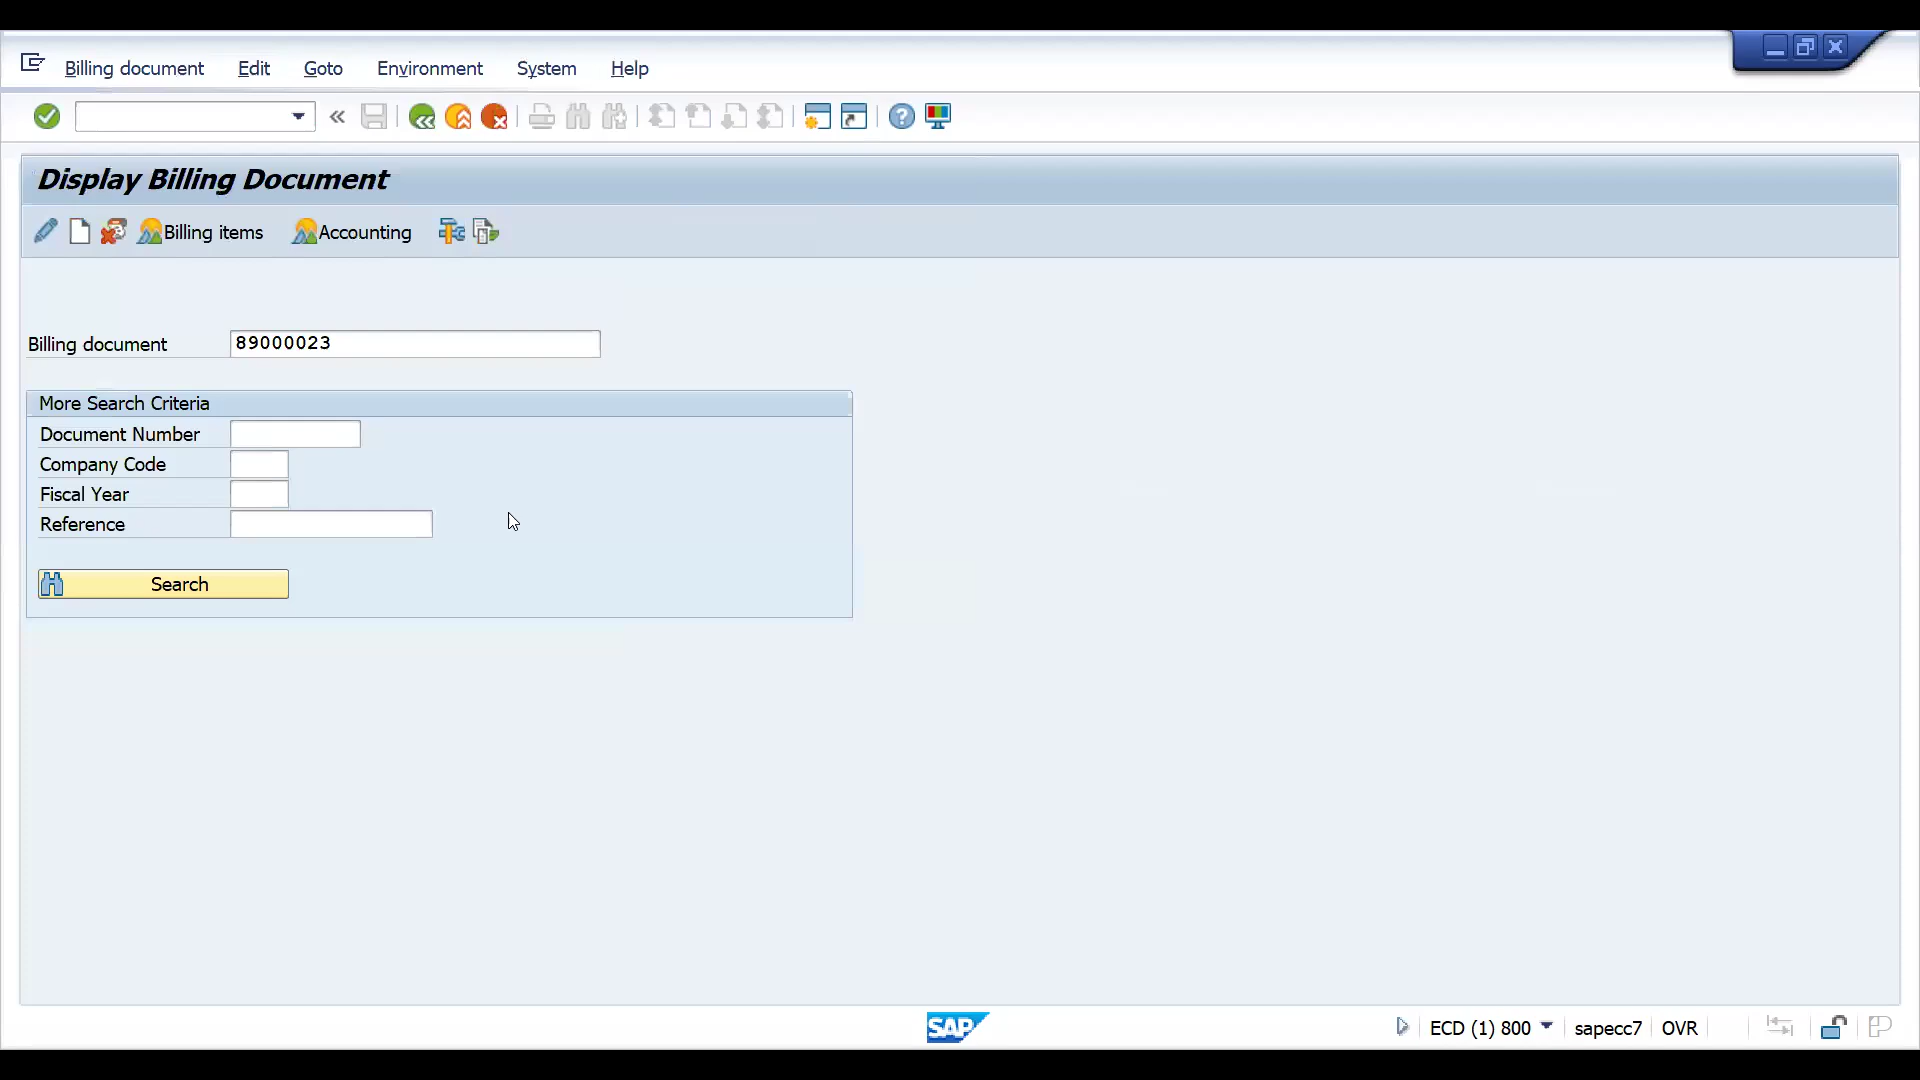 Billing document Edit Goto Environment System Help
Display Billing Document
Billing items Accounting
Billing document 89000023
More Search Criteria
Document Number
Company Code
Fiscal Year
Reference
Search
SAP
ECD (1) 800 sapecc7 OVR